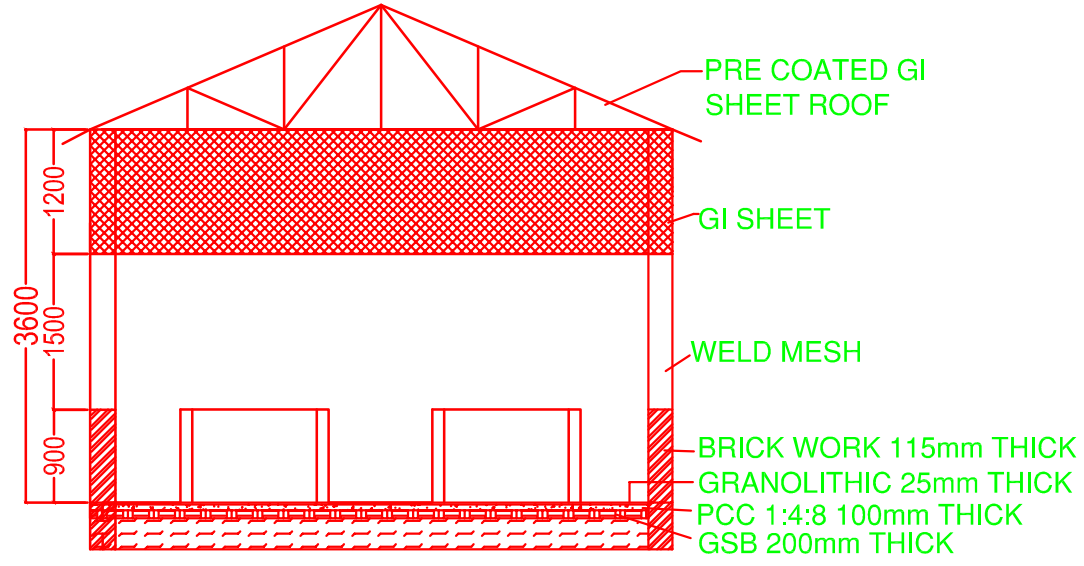 PRE COATED GI
SHEET ROOF
1200
GI SHEET
3600
1500
WELD MESH
900
BRICK WORK 115mm THICK
GRANOLITHIC 25mm THICK
PCC 1:4:8 100mm THICK
GSB 200mm THICK